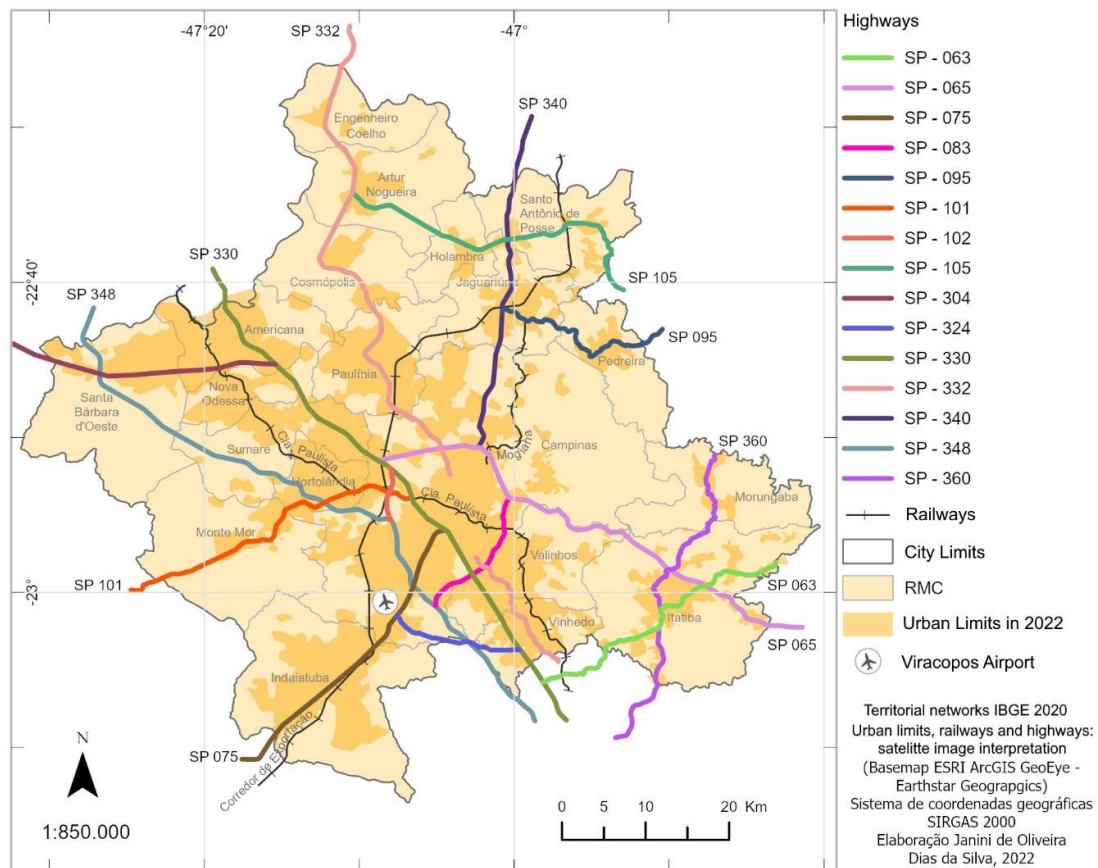 -47°20'
-47°
SP 332
SP 340
Engenheiro
Coelho
Artur
Nogueira
Santo
Antônio de
Posse
SP 330
Holambra
-22°40'
Cosmópolis
Jaguariúna
SP 105
SP 348
Americana
SP 095
Pedreira
Paulínia
Nova
Odessa
Santa
Bárbara
d'Oeste
Sumaré
Cia. Paulista
Mogiana
Campinas
SP 360
Hortolândia
Cia. Paulista
Morungaba
Monte Mor
Valinhos
SP 101
-23°
SP 063
Vinhedo
Itatiba
SP 065
Indaiatuba
SP 075
Corredor de Exportação
N
1:850.000
0 5 10 20 Km
Highways
SP - 063
SP - 065
SP - 075
SP - 083
SP - 095
SP - 101
SP - 102
SP - 105
SP - 304
SP - 324
SP - 330
SP - 332
SP - 340
SP - 348
SP - 360
Railways
City Limits
RMC
Urban Limits in 2022
Viracopos Airport
Territorial networks IBGE 2020
Urban limits, railways and highways:
satelitte image interpretation
(Basemap ESRI ArcGIS GeoEye -
Earthstar Geograpgics)
Sistema de coordenadas geográficas
SIRGAS 2000
Elaboração Janini de Oliveira
Dias da Silva, 2022